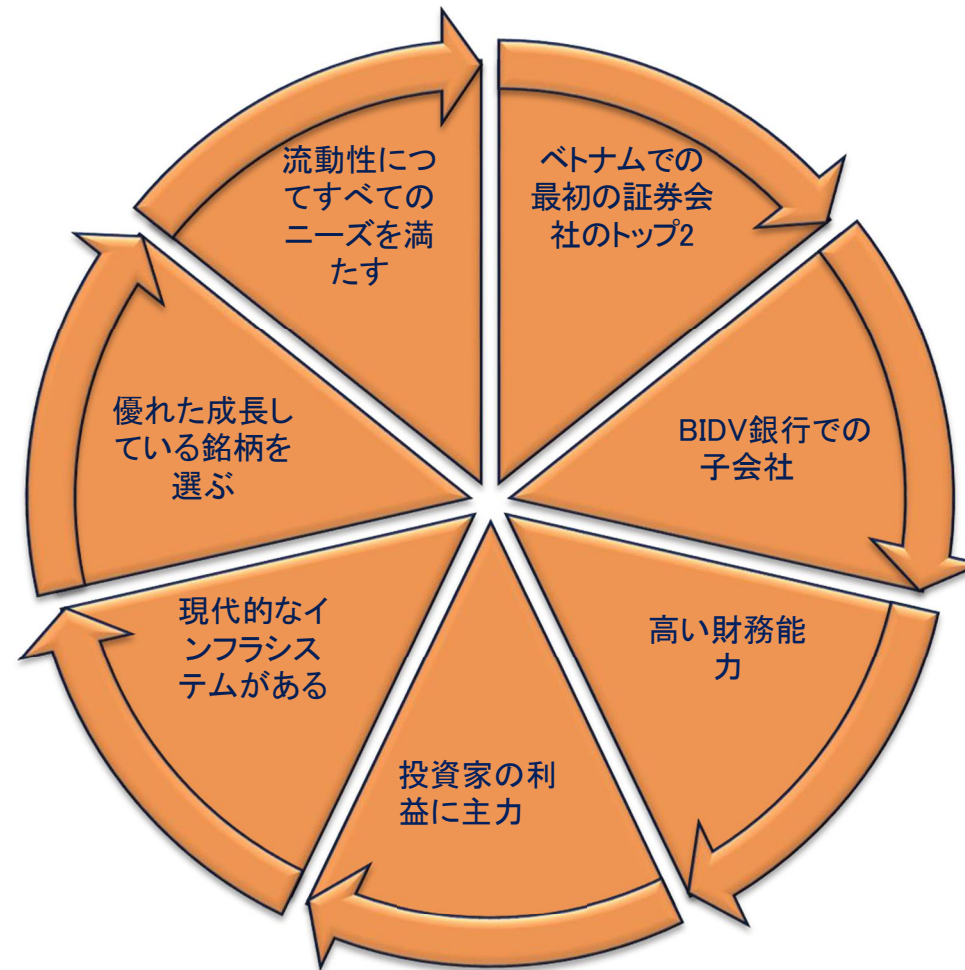 ベトナムでの
最初の証券会
社のトップ2
BIDV銀行での
子会社
高い財務能
力
投資家の利
益に主力
現代的なイ
ンフラシス
テムがある
優れた成長し
ている銘柄を
選ぶ
流動性につ
てすべての
ニーズを満
たす